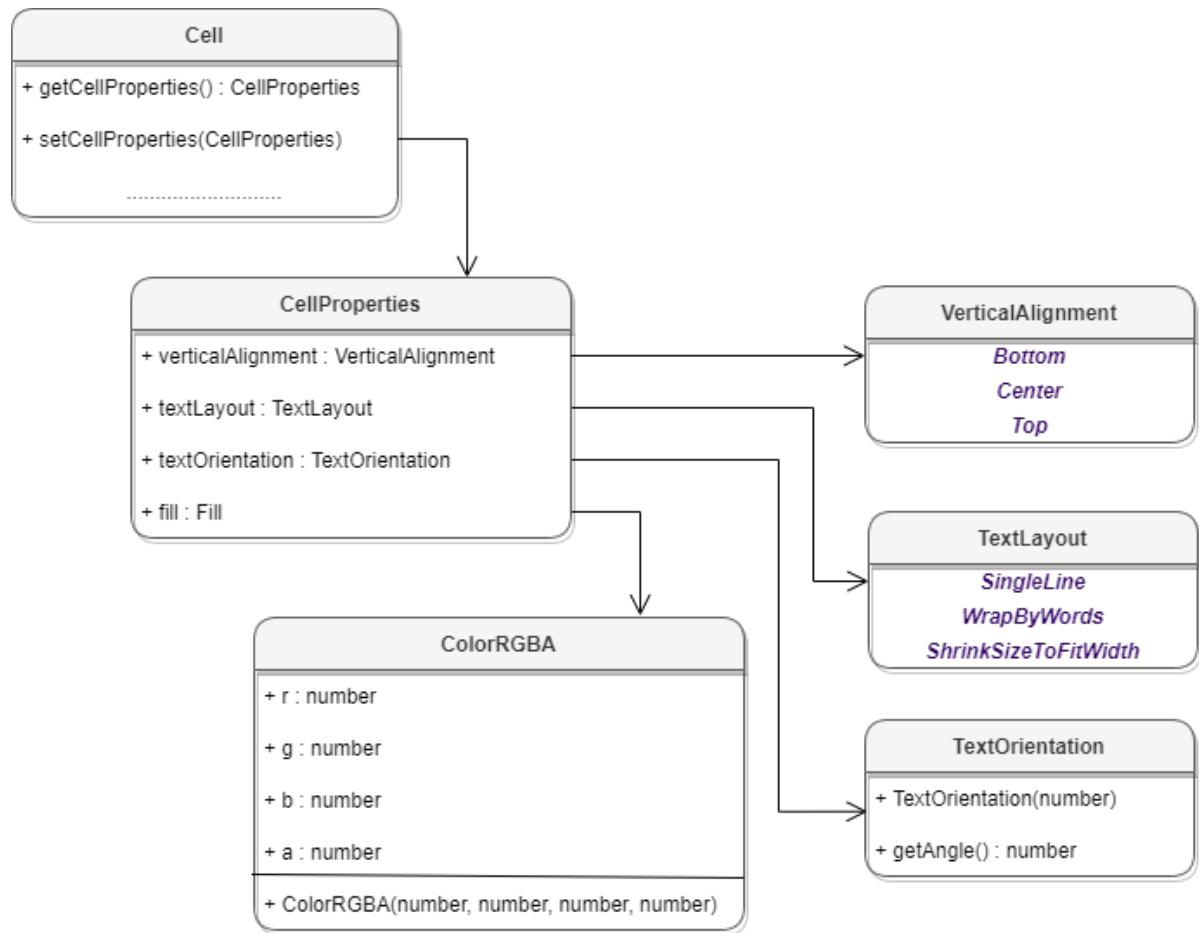 Cell
+ getCellProperties() : CellProperties
+ setCellProperties(CellProperties)
...........................
CellProperties
+ verticalAlignment : VerticalAlignment
+ textLayout : TextLayout
+ textOrientation : TextOrientation
+ fill : Fill
VerticalAlignment
Bottom
Center
Top
TextLayout
SingleLine
WrapByWords
ShrinkSizeToFitWidth
ColorRGBA
+ r : number
+ g : number
+ b : number
+ a : number
+ ColorRGBA(number, number, number, number)
TextOrientation
+ TextOrientation(number)
+ getAngle() : number